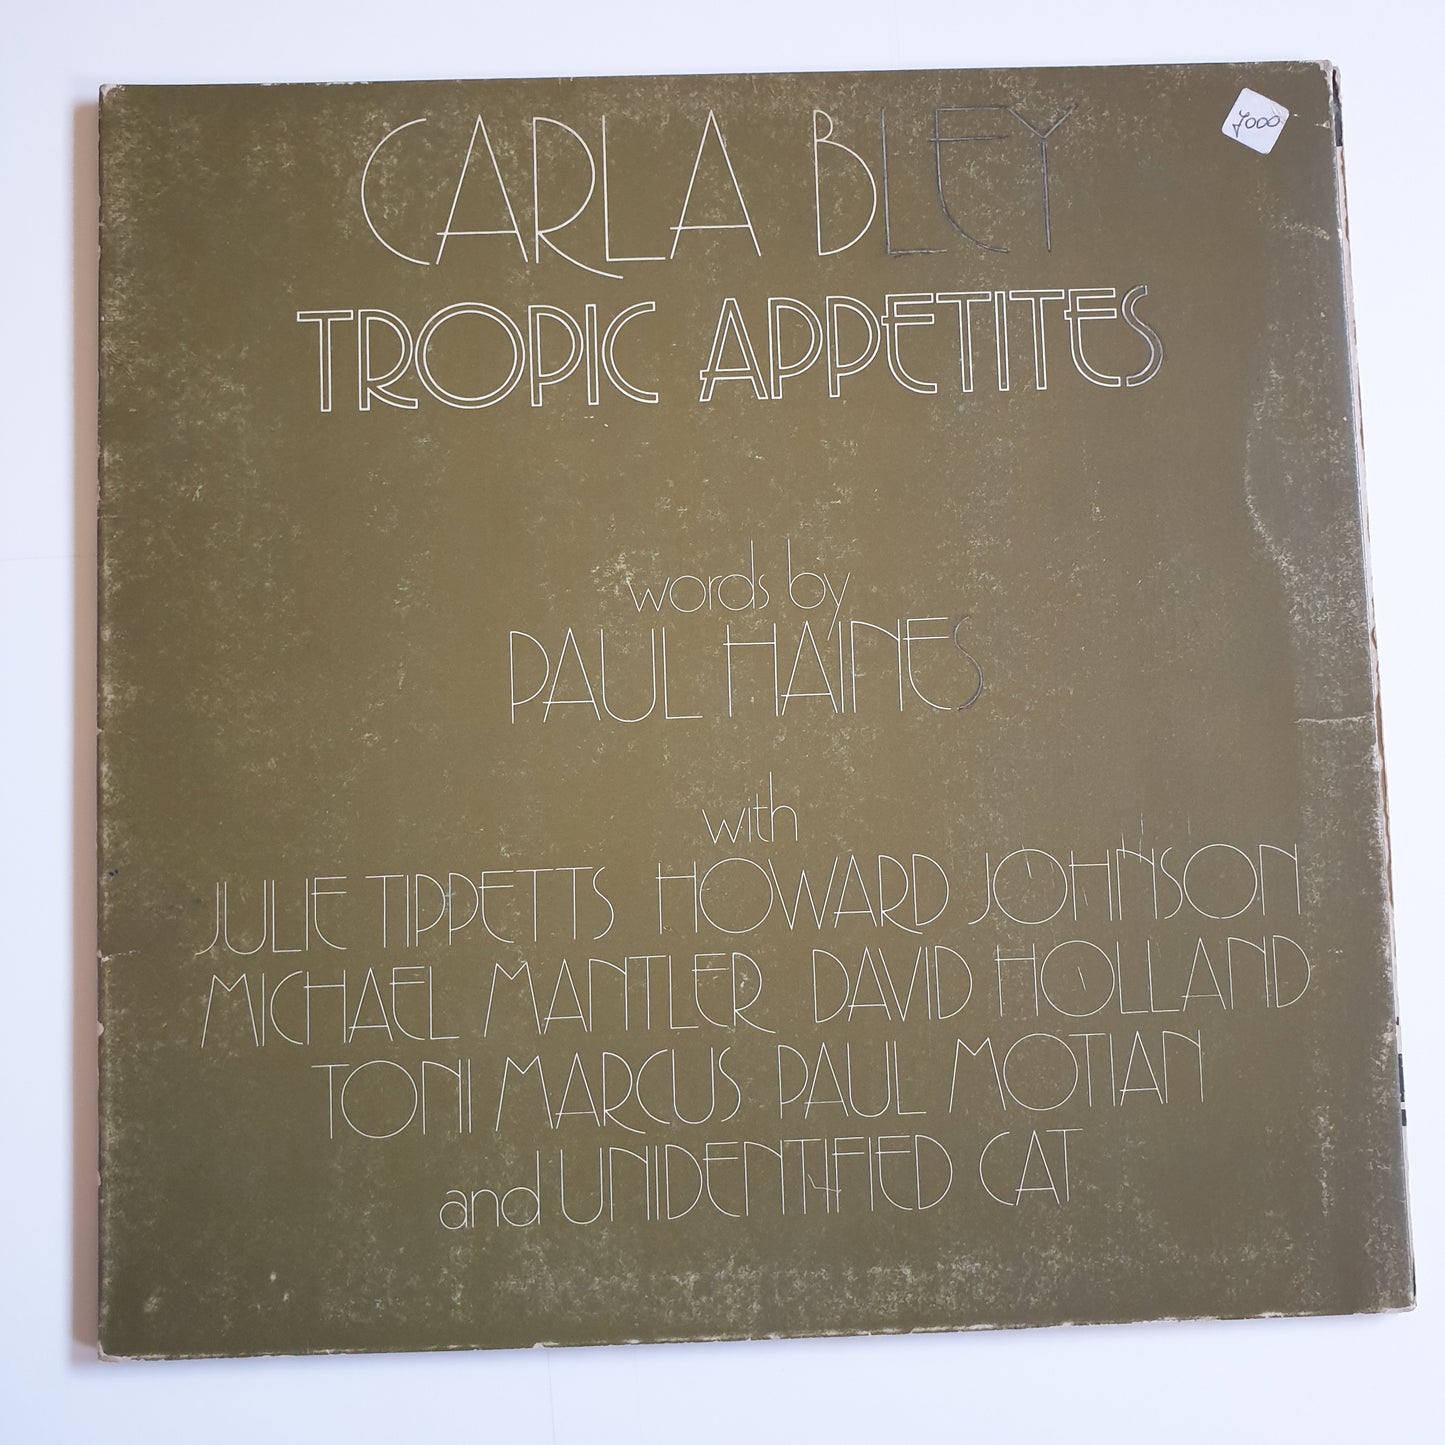 CARLA BLEY
7000
TROPIC APPETITES
words by
PAUL HAINES
with
JULIE TIPPETTS HOWARD JOHNSON
MICHAEL MANTLER DAVID HOLLAND
TONI MARCUS PAUL MOTIAN
and UNIDENTIFIED CAT